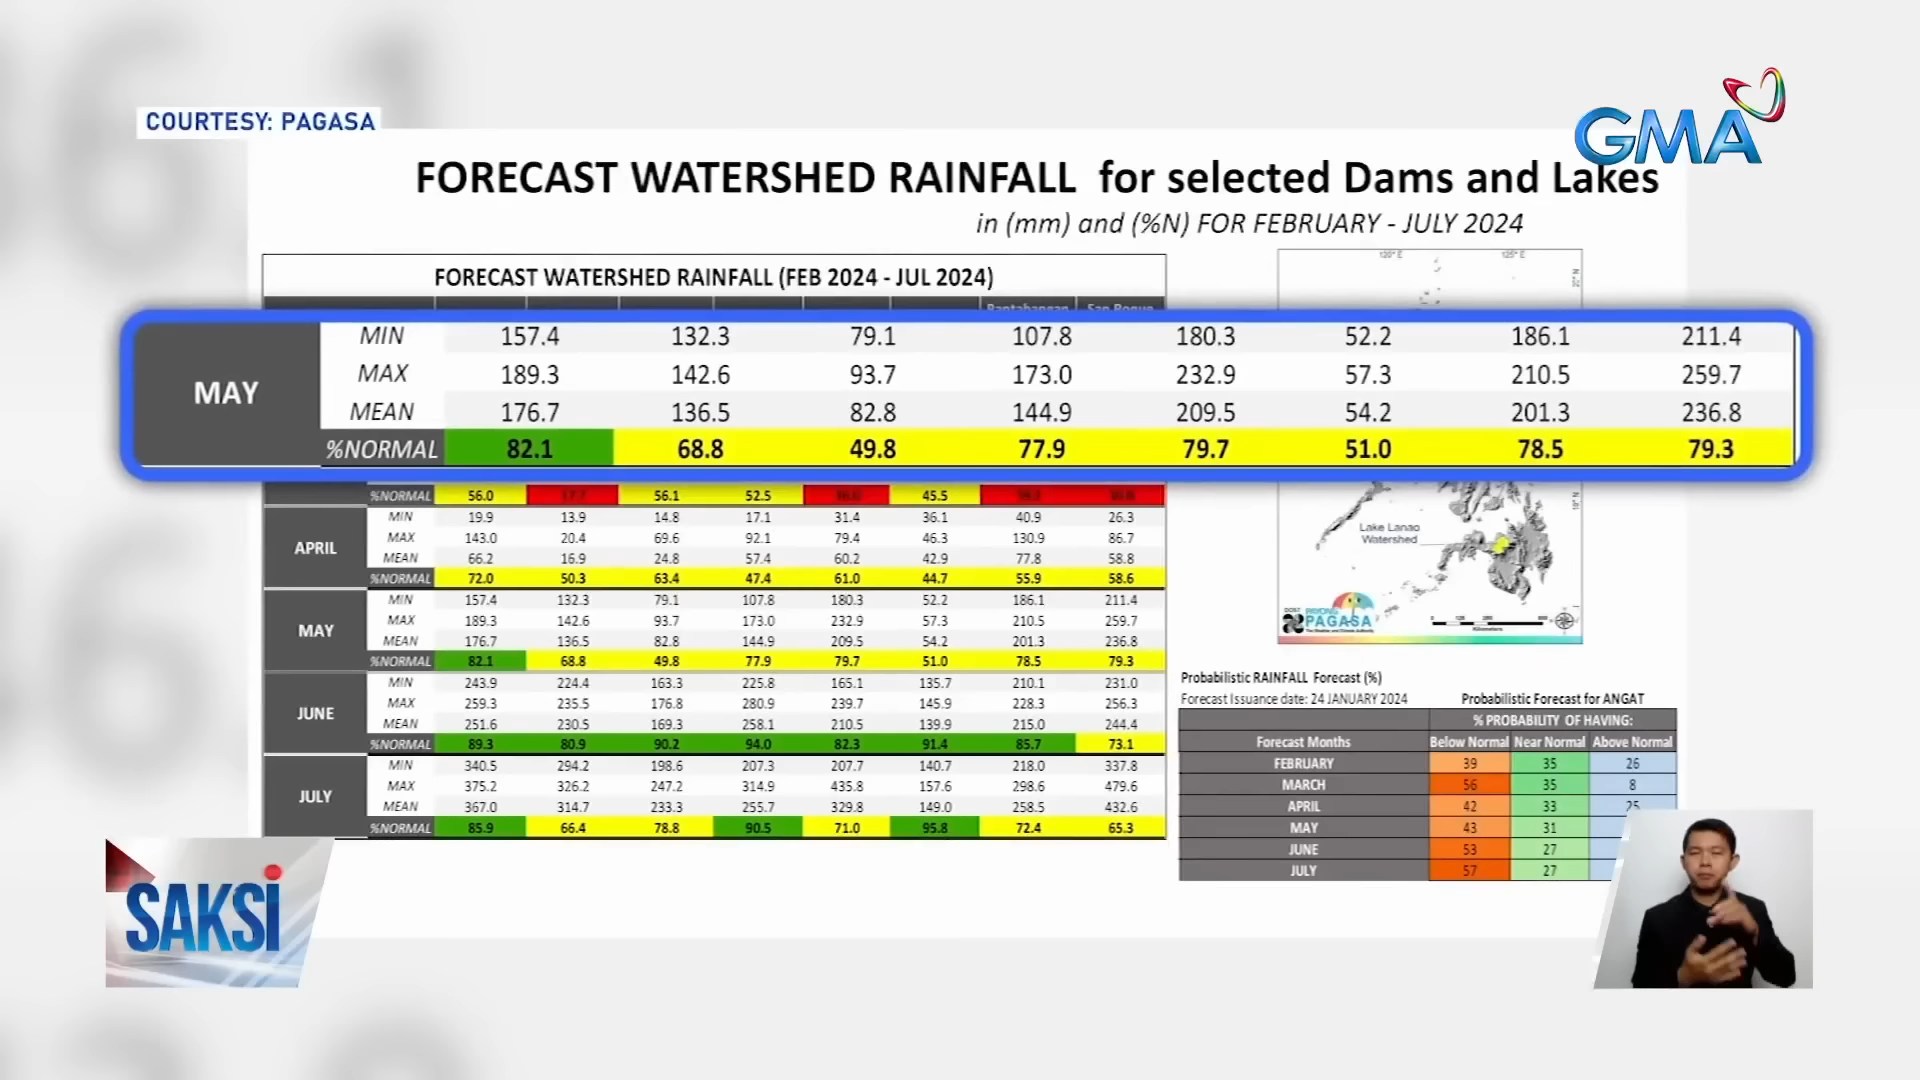 COURTESY: PAGASA
GMA
FORECAST WATERSHED RAINFALL for selected Dams and Lakes
in (mm) and (%N) FOR FEBRUARY - JULY 2024
FORECAST WATERSHED RAINFALL (FEB 2024 - JUL 2024)
Pantabangan San Roque
MAY
MIN 157.4 132.3 79.1 107.8 180.3 52.2 186.1 211.4
MAX 189.3 142.6 93.7 173.0 232.9 57.3 210.5 259.7
MEAN 176.7 136.5 82.8 144.9 209.5 54.2 201.3 236.8
%NORMAL 82.1 68.8 49.8 77.9 79.7 51.0 78.5 79.3
%NORMAL 56.0 56.1 52.5 45.5
APRIL
MIN 19.9 13.9 14.8 17.1 31.4 36.1 40.9 26.3
MAX 143.0 20.4 69.6 92.1 79.4 46.3 130.9 86.7
MEAN 66.2 16.9 24.8 57.4 60.2 42.9 77.8 58.8
%NORMAL 72.0 50.3 63.4 47.4 61.0 44.7 55.9 58.6
MAY
MIN 157.4 132.3 79.1 107.8 180.3 52.2 186.1 211.4
MAX 189.3 142.6 93.7 173.0 232.9 57.3 210.5 259.7
MEAN 176.7 136.5 82.8 144.9 209.5 54.2 201.3 236.8
%NORMAL 82.1 68.8 49.8 77.9 79.7 51.0 78.5 79.3
JUNE
MIN 243.9 224.4 163.3 225.8 165.1 135.7 210.1 231.0
MAX 259.3 235.5 176.8 280.9 239.7 145.9 228.3 256.3
MEAN 251.6 230.5 169.3 258.1 210.5 139.9 215.0 244.4
%NORMAL 89.3 80.9 90.2 94.0 82.3 91.4 85.7 73.1
JULY
MIN 340.5 294.2 198.6 207.3 207.7 140.7 218.0 337.8
MAX 375.2 326.2 247.2 314.9 435.8 157.6 298.6 479.6
MEAN 367.0 314.7 233.3 255.7 329.8 149.0 258.5 432.6
%NORMAL 85.9 66.4 78.8 90.5 71.0 95.8 72.4 65.3
120° E 125° E
Lake Lanao
Watershed
DOST
PAYONG
PAGASA
Kilometers
Probabilistic RAINFALL Forecast (%)
Forecast Issuance date: 24 JANUARY 2024 Probabilistic Forecast for ANGAT
% PROBABILITY OF HAVING:
Forecast Months Below Normal Near Normal Above Normal
FEBRUARY 39 35 26
MARCH 56 35 8
APRIL 42 33 25
MAY 43 31
JUNE 53 27
JULY 57 27
SAKSI